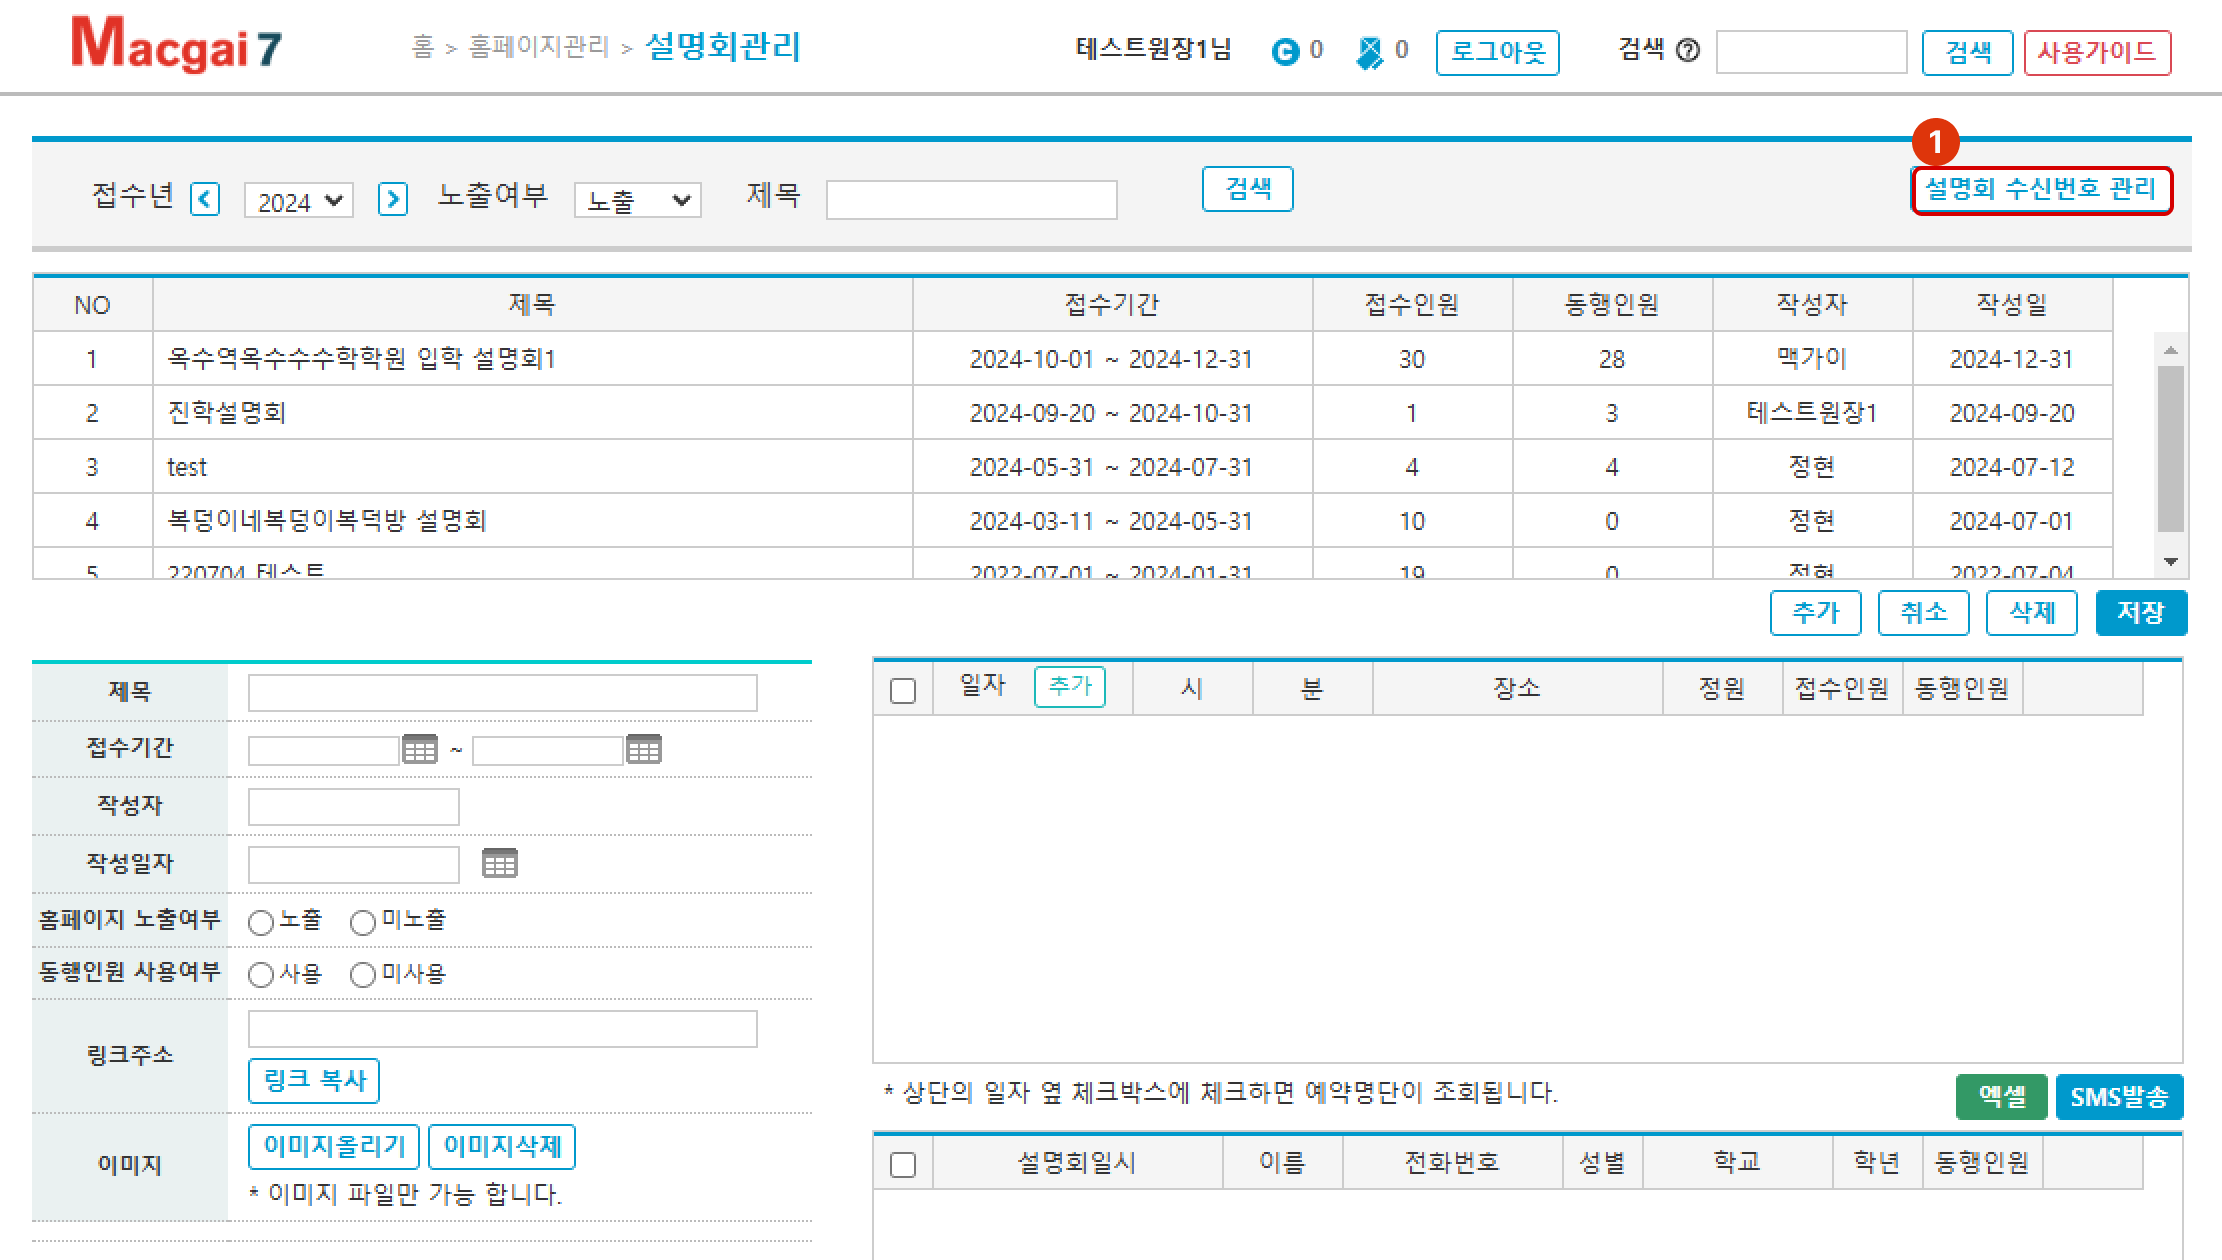 Macgai 7
홈 > 홈페이지관리 > 설명회관리
테스트원장1님 0 0 로그아웃 검색 검색 사용가이드
1
접수년 2024 노출여부 노출 제목 검색 설명회 수신번호 관리
NO 제목 접수기간 접수인원 동행인원 작성자 작성일
1 옥수역옥수수수학학원 입학 설명회1 2024-10-01 ~ 2024-12-31 30 28 맥가이 2024-12-31
2 진학설명회 2024-09-20 ~ 2024-10-31 1 3 테스트원장1 2024-09-20
3 test 2024-05-31 ~ 2024-07-31 4 4 정현 2024-07-12
4 복덩이네복덩이복덕방 설명회 2024-03-11 ~ 2024-05-31 10 0 정현 2024-07-01
5 220704 테스트 2022-07-01 ~ 2024-01-31 19 0 정현 2022-07-04
추가 취소 삭제 저장
제목
접수기간 ~
작성자
작성일자
홈페이지 노출여부 노출 미노출
동행인원 사용여부 사용 미사용
링크주소
링크 복사
이미지 이미지올리기 이미지삭제
* 이미지 파일만 가능 합니다.
일자 추가 시 분 장소 정원 접수인원 동행인원
* 상단의 일자 옆 체크박스에 체크하면 예약명단이 조회됩니다.
엑셀 SMS발송
설명회일시 이름 전화번호 성별 학교 학년 동행인원